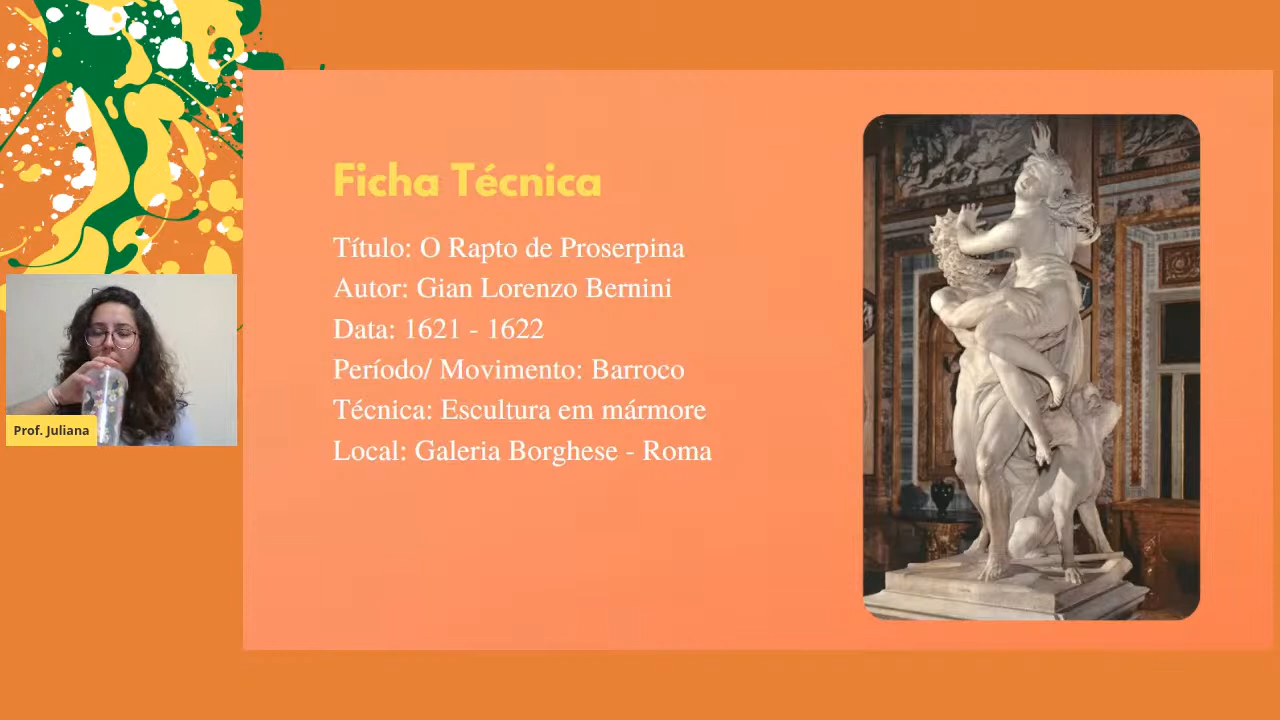 Ficha Técnica
Título: O Rapto de Proserpina
Autor: Gian Lorenzo Bernini
Data: 1621 - 1622
Período/ Movimento: Barroco
Técnica: Escultura em mármore
Local: Galeria Borghese - Roma
Prof. Juliana